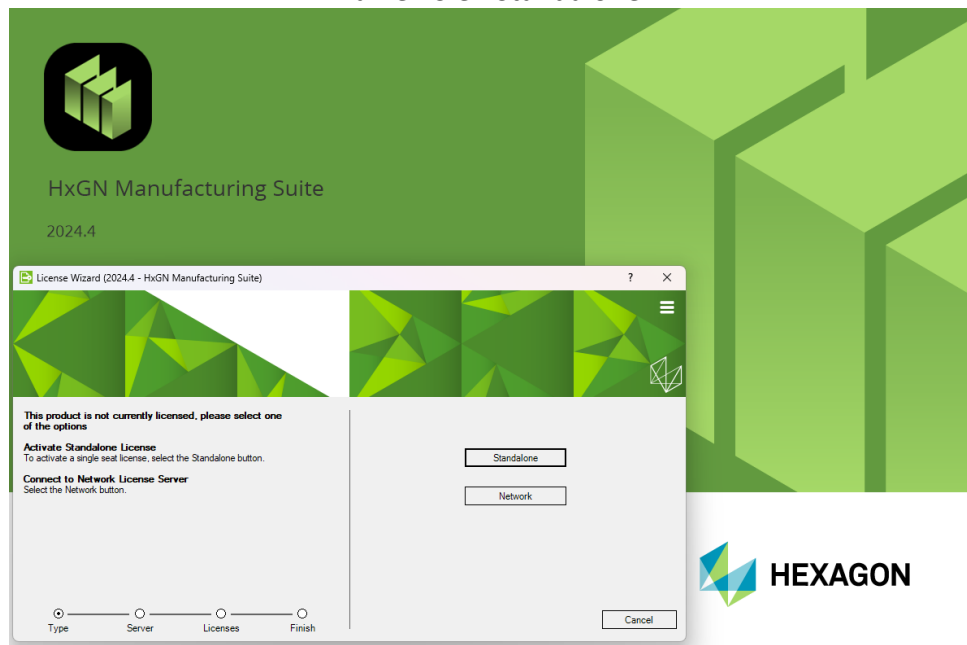 HxGN Manufacturing Suite
2024.4
License Wizard (2024.4 - HxGN Manufacturing Suite)
?
This product is not currently licensed, please select one
of the options
Activate Standalone License
To activate a single seat license, select the Standalone button.
Connect to Network License Server
Select the Network button.
Standalone
Network
HEXAGON
Type
Server
Licenses
Finish
Cancel